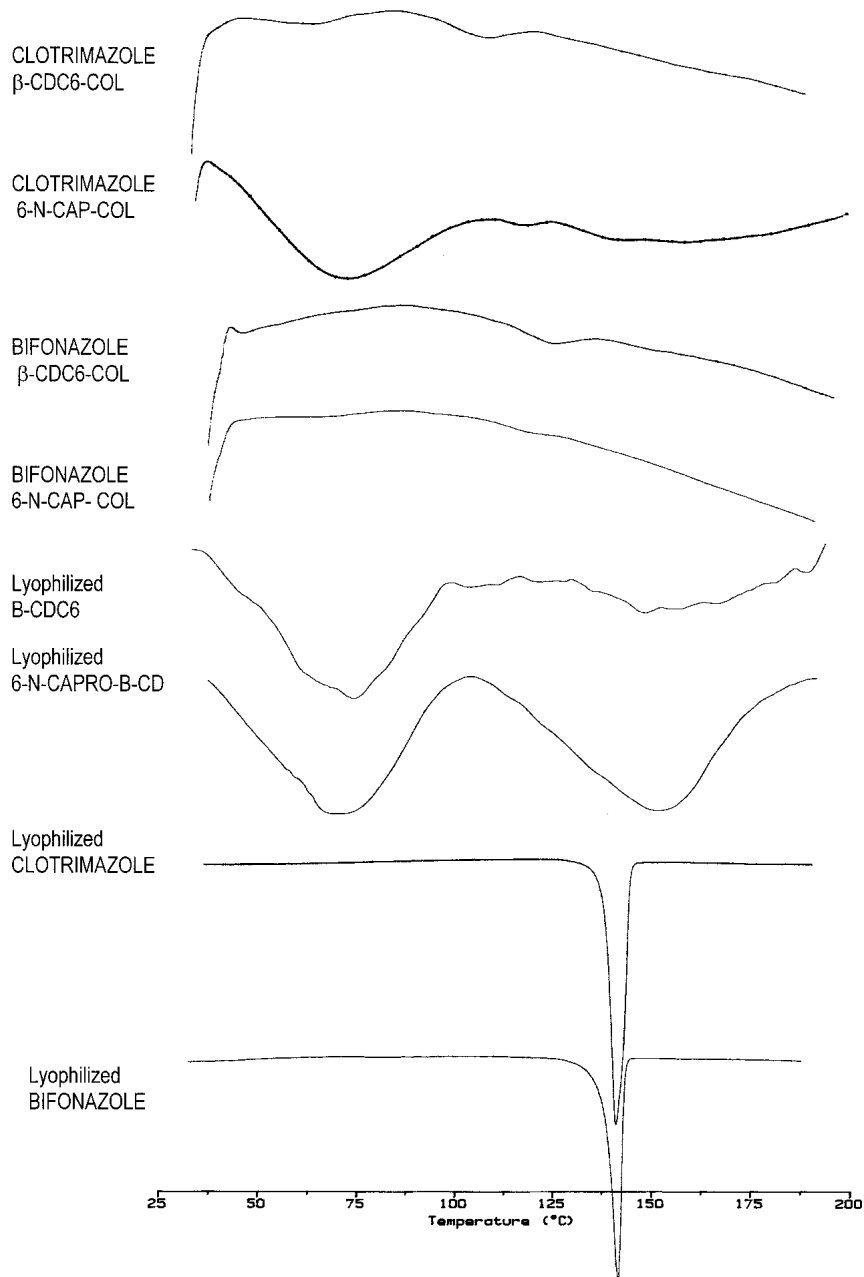 CLOTRIMAZOLE
β-CDC6-COL
CLOTRIMAZOLE
6-N-CAP-COL
BIFONAZOLE
β-CDC6-COL
BIFONAZOLE
6-N-CAP- COL
Lyophilized
B-CDC6
Lyophilized
6-N-CAPRO-B-CD
Lyophilized
CLOTRIMAZOLE
Lyophilized
BIFONAZOLE
25 50 75 100 125 150 175 200
Temperature (°C)